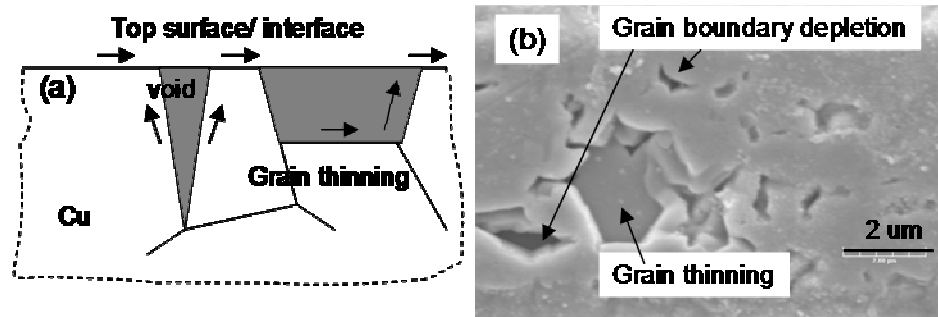 Top surface/ interface
(a)
void
Grain thinning
Cu
(b)
Grain boundary depletion
2 um
Grain thinning